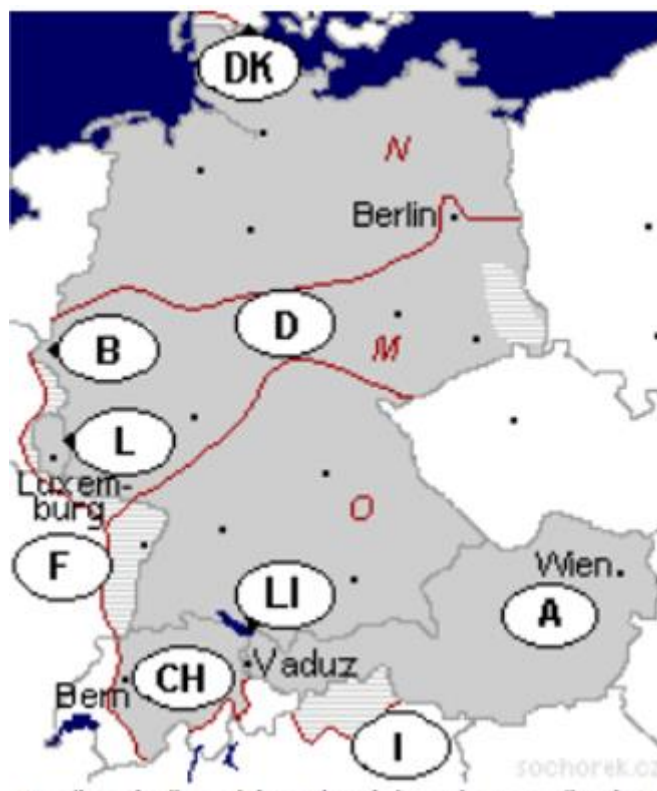 DK
N
Berlin
D
B
M
L
Luxem-
burg
O
F
LI
Wien
A
CH
Vaduz
Bern
I
sochorek.cz